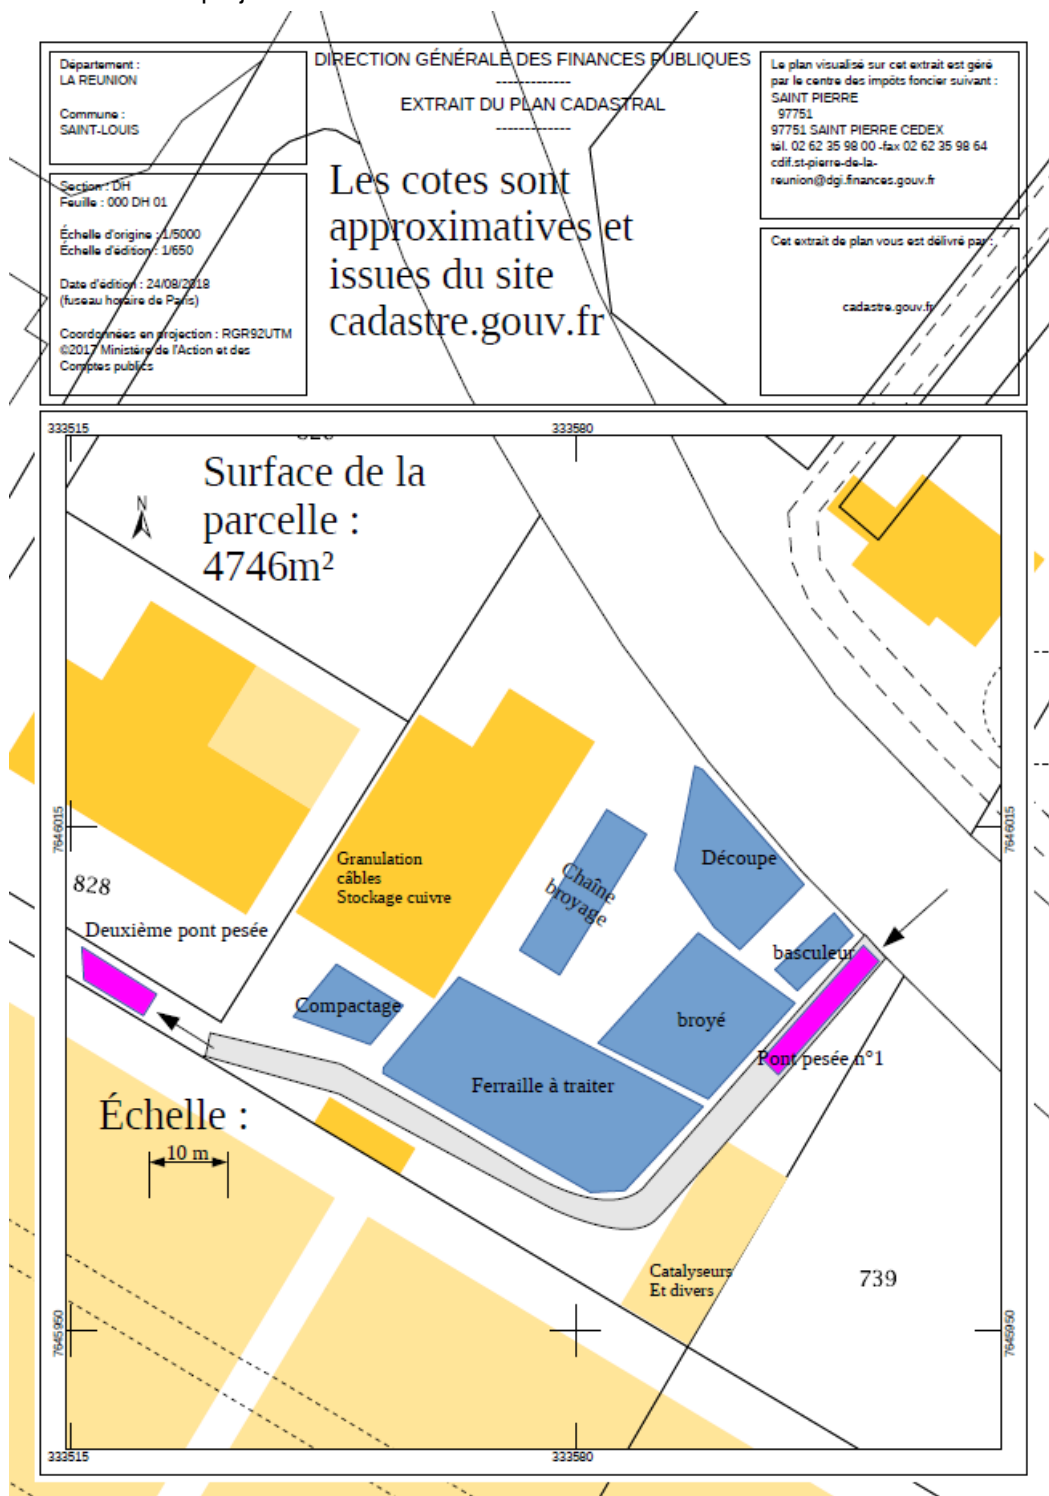 Département :
LA REUNION
Commune :
SAINT-LOUIS
Section : DH
Feuille : 000 DH 01
Échelle d'origine : 1/5000
Échelle d'édition : 1/650
Date d'édition : 24/08/2018
(fuseau horaire de Paris)
Coordonnées en projection : RGR92UTM
©2017 Ministère de l'Action et des
Comptes publics
DIRECTION GÉNÉRALE DES FINANCES PUBLIQUES
-------------
EXTRAIT DU PLAN CADASTRAL
-------------
Les cotes sont
approximatives et
issues du site
cadastre.gouv.fr
Le plan visualisé sur cet extrait est géré
par le centre des impôts foncier suivant :
SAINT PIERRE
97751
97751 SAINT PIERRE CEDEX
tél. 02 62 35 98 00 -fax 02 62 35 98 64
cdif.st-pierre-de-la-
reunion@dgi.finances.gouv.fr
Cet extrait de plan vous est délivré par :
cadastre.gouv.fr
333515
333580
Surface de la
parcelle :
4746m²
N
7646015
7646015
Granulation
câbles
Stockage cuivre
Chaîne
broyage
Découpe
828
Deuxième pont pesée
basculeur
Compactage
broyé
Pont pesée n°1
Ferraille à traiter
Échelle :
10 m
Catalyseurs
Et divers
739
7645950
7645950
333515
333580